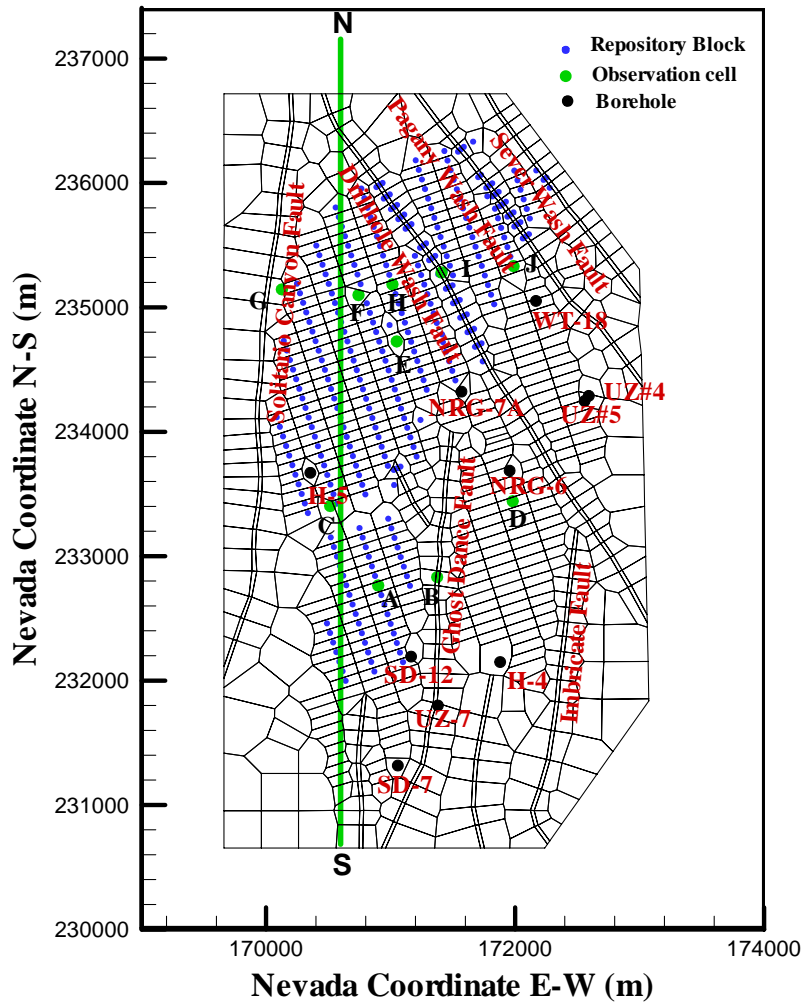 N
237000
Repository Block
Observation cell
Borehole
Pagany Wash Fault
Sever Wash Fault
236000
Drillhole Wash Fault
Solitario Canyon Fault
I
J
G
F
H
235000
WT-18
E
UZ#4
NRG-7A
UZ#5
234000
NRG-6
H-5
C
D
Ghost Dance Fault
233000
A
B
Imbricate Fault
SD-12
H-4
232000
UZ-7
SD-7
231000
S
230000
170000
172000
174000
Nevada Coordinate N-S (m)
Nevada Coordinate E-W (m)